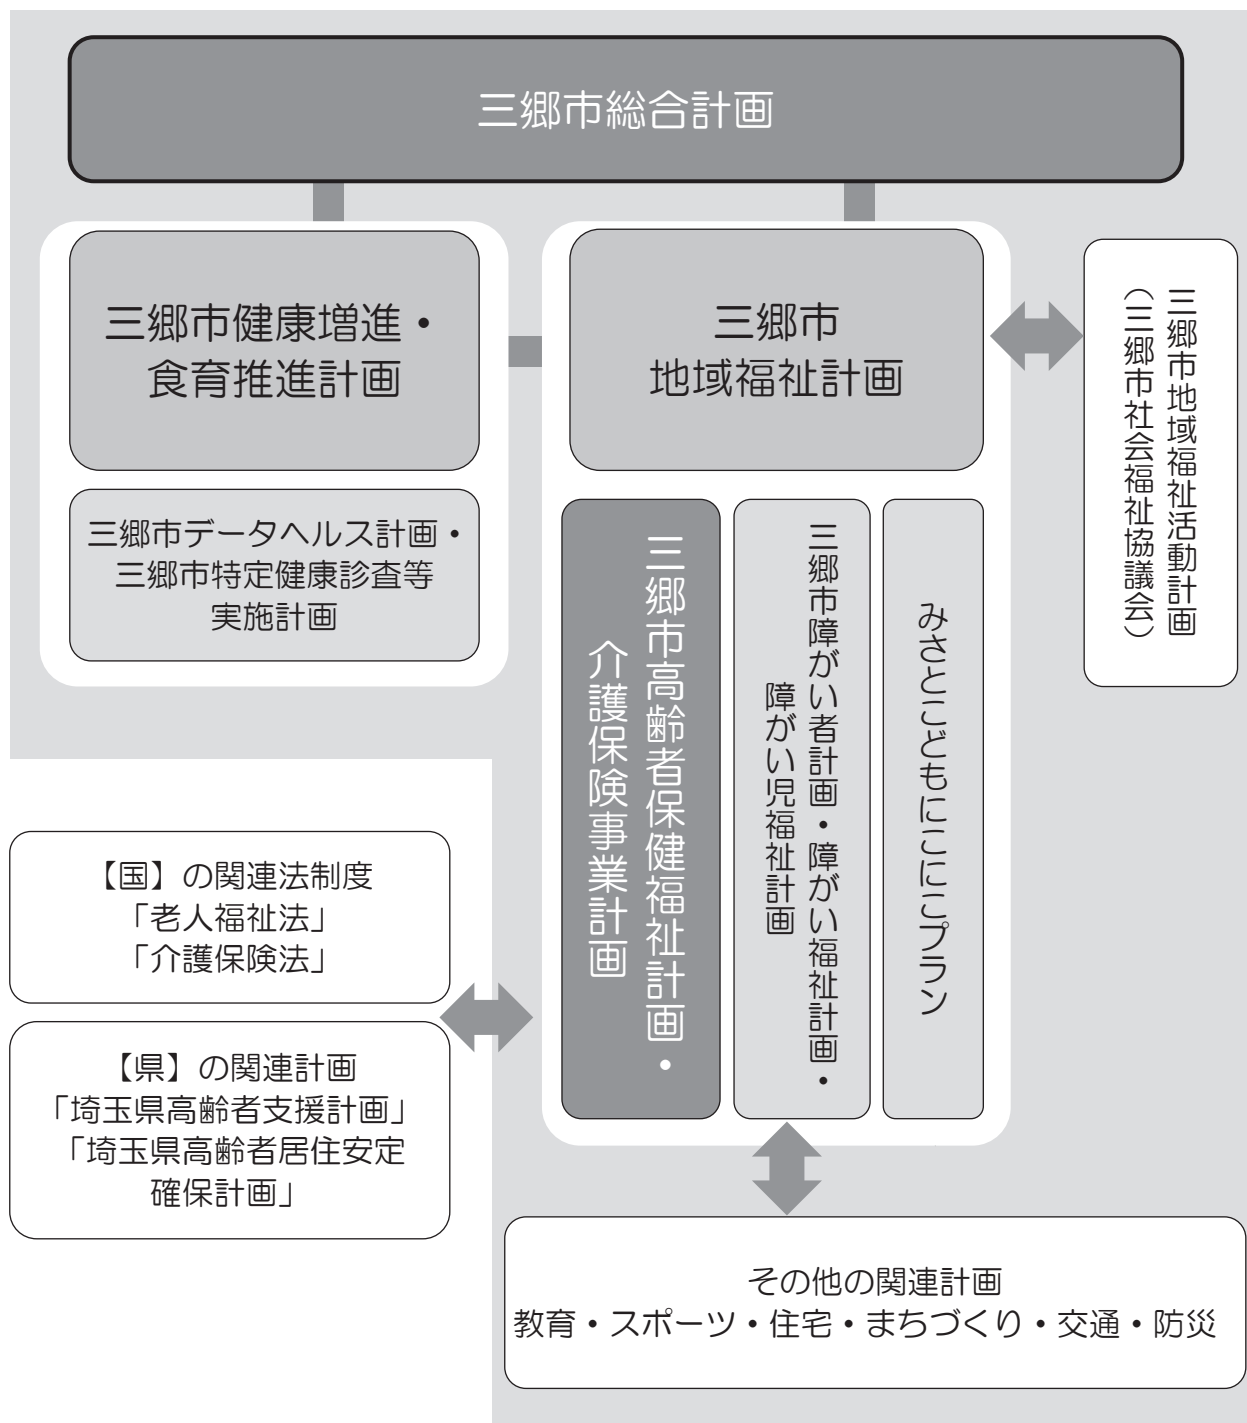 三郷市総合計画
三郷市健康増進・
食育推進計画
三郷市
地域福祉計画
三郷市地域福祉活動計画
（三郷市社会福祉協議会）
三郷市データヘルス計画・
三郷市特定健康診査等
実施計画
三郷市高齢者保健福祉計画・
介護保険事業計画
三郷市障がい者計画・障がい福祉計画・
障がい児福祉計画
みさとこどもにこにこプラン
【国】の関連法制度
「老人福祉法」
「介護保険法」
【県】の関連計画
「埼玉県高齢者支援計画」
「埼玉県高齢者居住安定
確保計画」
その他の関連計画
教育・スポーツ・住宅・まちづくり・交通・防災